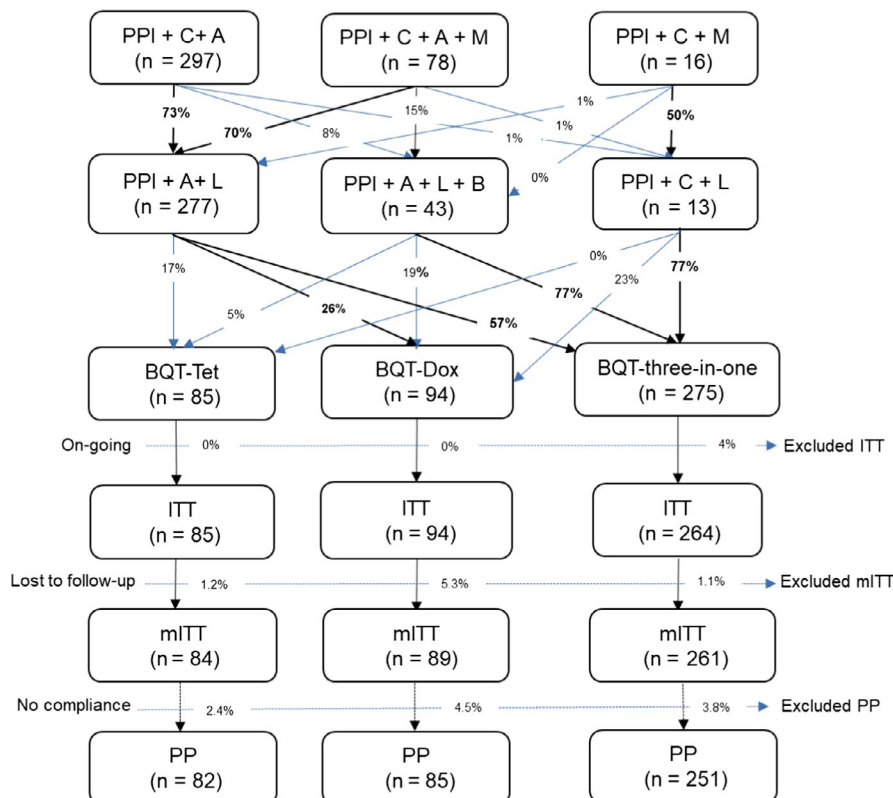 PPI + C+ A
(n = 297)
PPI + C + A + M
(n = 78)
PPI + C + M
(n = 16)
73%
70%
8%
15%
1%
1%
1%
50%
0%
PPI + A+ L
(n = 277)
PPI + A + L + B
(n = 43)
PPI + C + L
(n = 13)
17%
5%
26%
19%
57%
77%
0%
23%
77%
BQT-Tet
(n = 85)
BQT-Dox
(n = 94)
BQT-three-in-one
(n = 275)
On-going
0%
0%
4%
Excluded ITT
ITT
(n = 85)
ITT
(n = 94)
ITT
(n = 264)
Lost to follow-up
1.2%
5.3%
1.1%
Excluded mITT
mITT
(n = 84)
mITT
(n = 89)
mITT
(n = 261)
No compliance
2.4%
4.5%
3.8%
Excluded PP
PP
(n = 82)
PP
(n = 85)
PP
(n = 251)